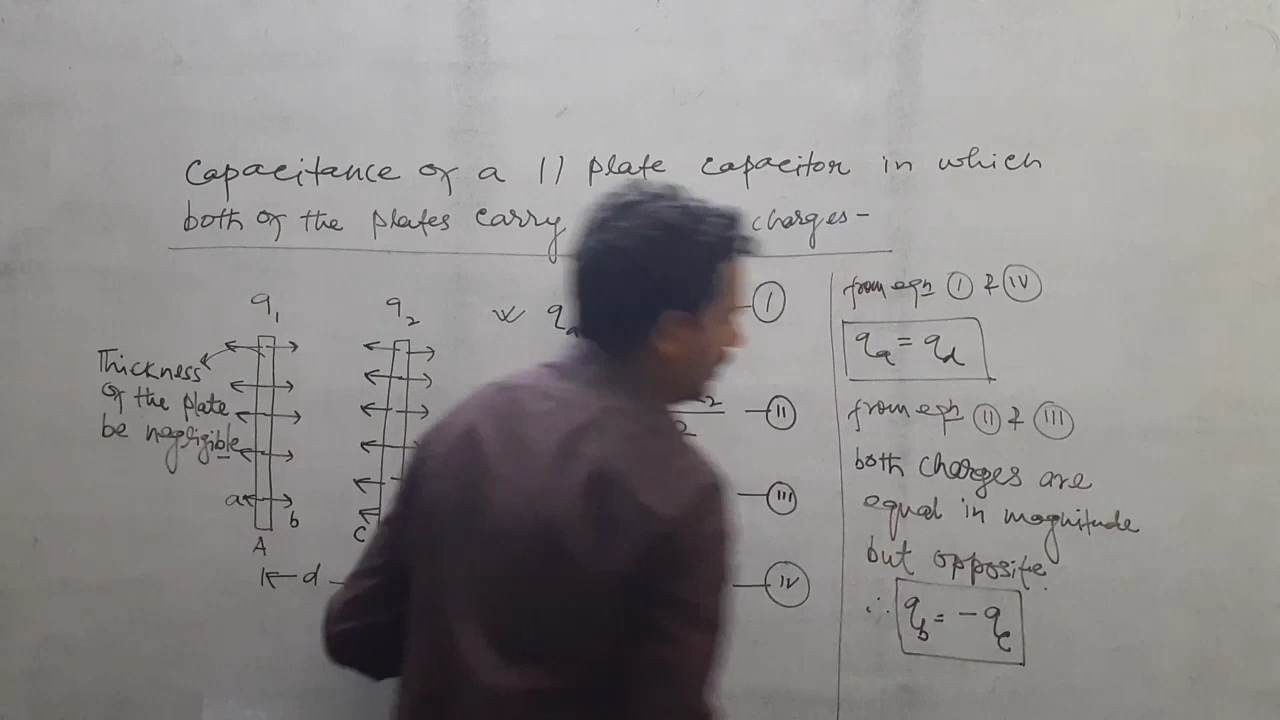 Capacitance of a || plate capacitor in which
both of the plates carry charges-
q1 q2
Thickness
of the plate
be negligible
a b
A C
d
qa I
2 II
III
IV
from eqn I & IV
qa = qd
from eqn II & III
both charges are
equal in magnitude
but opposite.
∴ qb = -qc